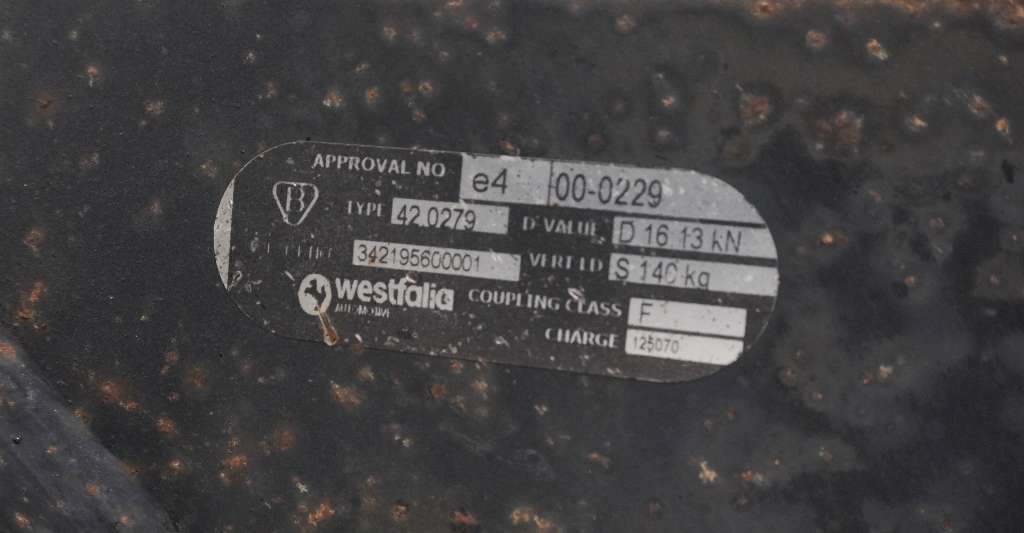 APPROVAL NO e4 00-0229
B
TYPE 42.0279 D-VALUE D 16 13 kN
342195600001 VERT LD S 140 kg
westfalia COUPLING CLASS F
AUTOMOTIVE
CHARGE 125070